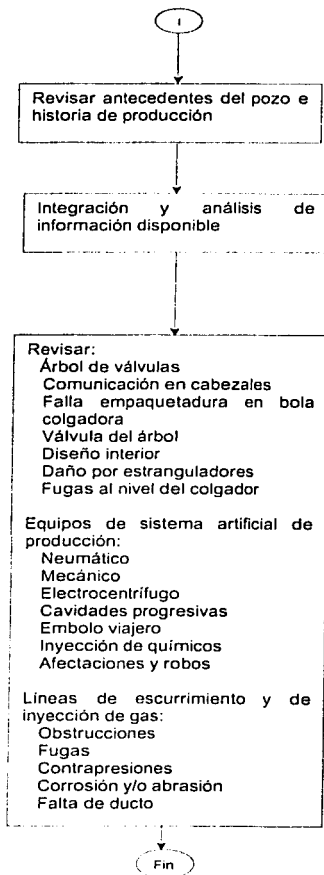 I
Revisar antecedentes del pozo e
historia de producción
Integración y análisis de
información disponible
Revisar:
Árbol de válvulas
Comunicación en cabezales
Falla empaquetadura en bola
colgadora
Válvula del árbol
Diseño interior
Daño por estranguladores
Fugas al nivel del colgador
Equipos de sistema artificial de
producción:
Neumático
Mecánico
Electrocentrífugo
Cavidades progresivas
Embolo viajero
Inyección de químicos
Afectaciones y robos
Líneas de escurrimiento y de
inyección de gas:
Obstrucciones
Fugas
Contrapresiones
Corrosión y/o abrasión
Falta de ducto
Fin